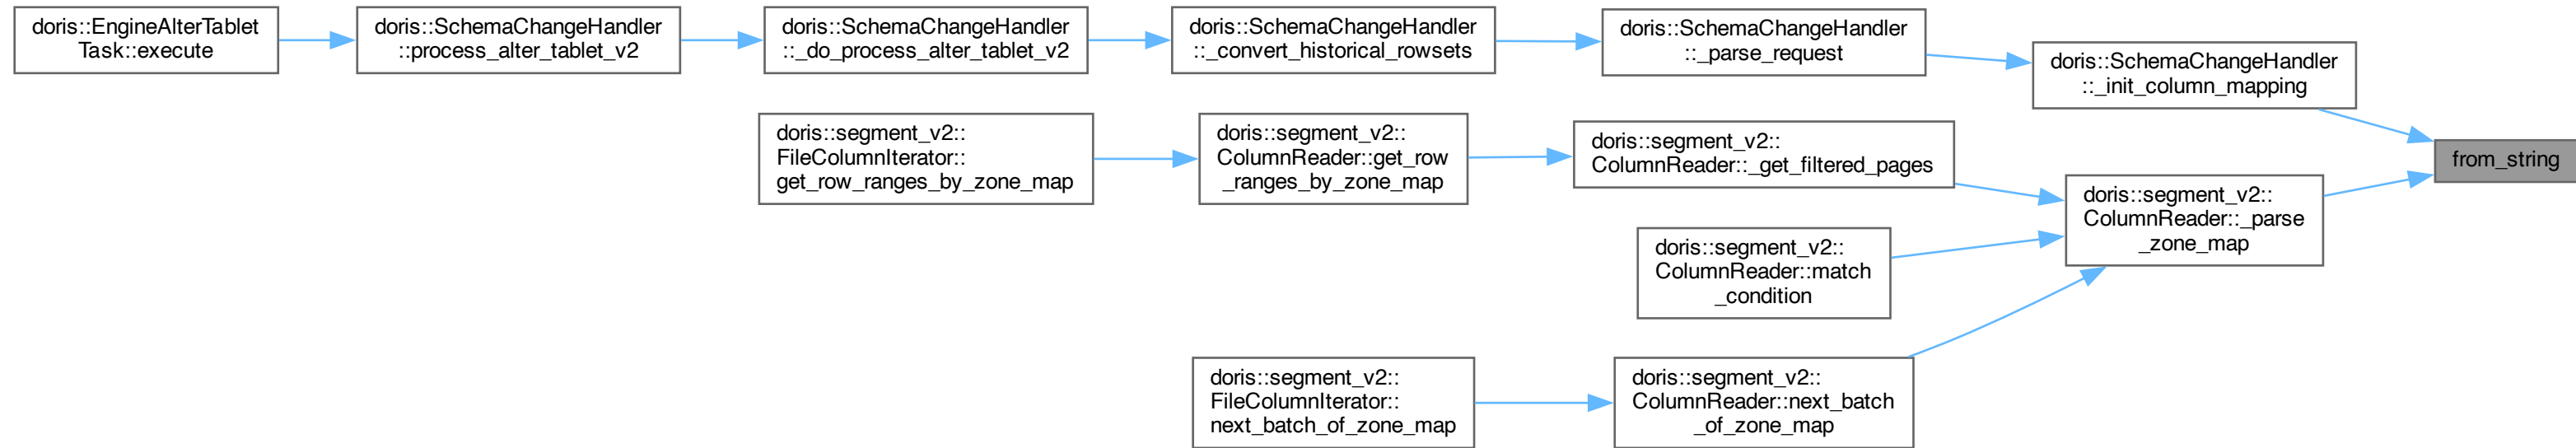 doris::EngineAlterTablet
Task::execute
doris::SchemaChangeHandler
::process_alter_tablet_v2
doris::SchemaChangeHandler
::_do_process_alter_tablet_v2
doris::SchemaChangeHandler
::_convert_historical_rowsets
doris::SchemaChangeHandler
::_parse_request
doris::SchemaChangeHandler
::_init_column_mapping
from_string
doris::segment_v2::
FileColumnIterator::
get_row_ranges_by_zone_map
doris::segment_v2::
ColumnReader::get_row
_ranges_by_zone_map
doris::segment_v2::
ColumnReader::_get_filtered_pages
doris::segment_v2::
ColumnReader::_parse
_zone_map
doris::segment_v2::
ColumnReader::match
_condition
doris::segment_v2::
FileColumnIterator::
next_batch_of_zone_map
doris::segment_v2::
ColumnReader::next_batch
_of_zone_map